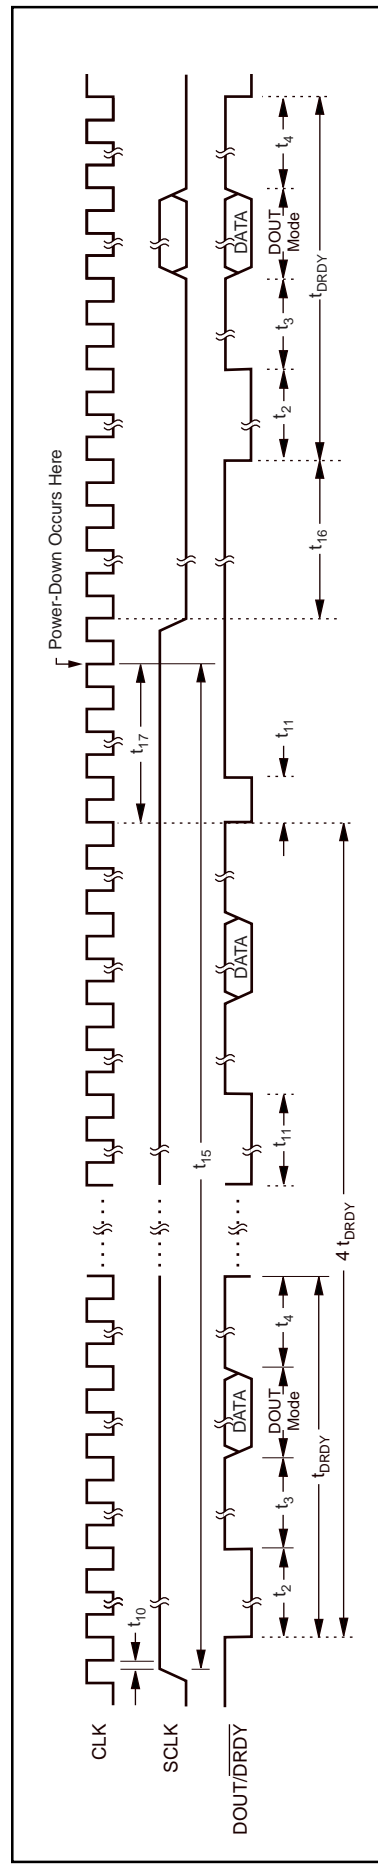 Power-Down Occurs Here
CLK
t10
t17
SCLK
t15
DOUT/DRDY
DATA
DATA
DATA
t2
t3
DOUT
Mode
t4
t11
t11
t16
t2
t3
DOUT
Mode
t4
tDRDY
tDRDY
4 tDRDY